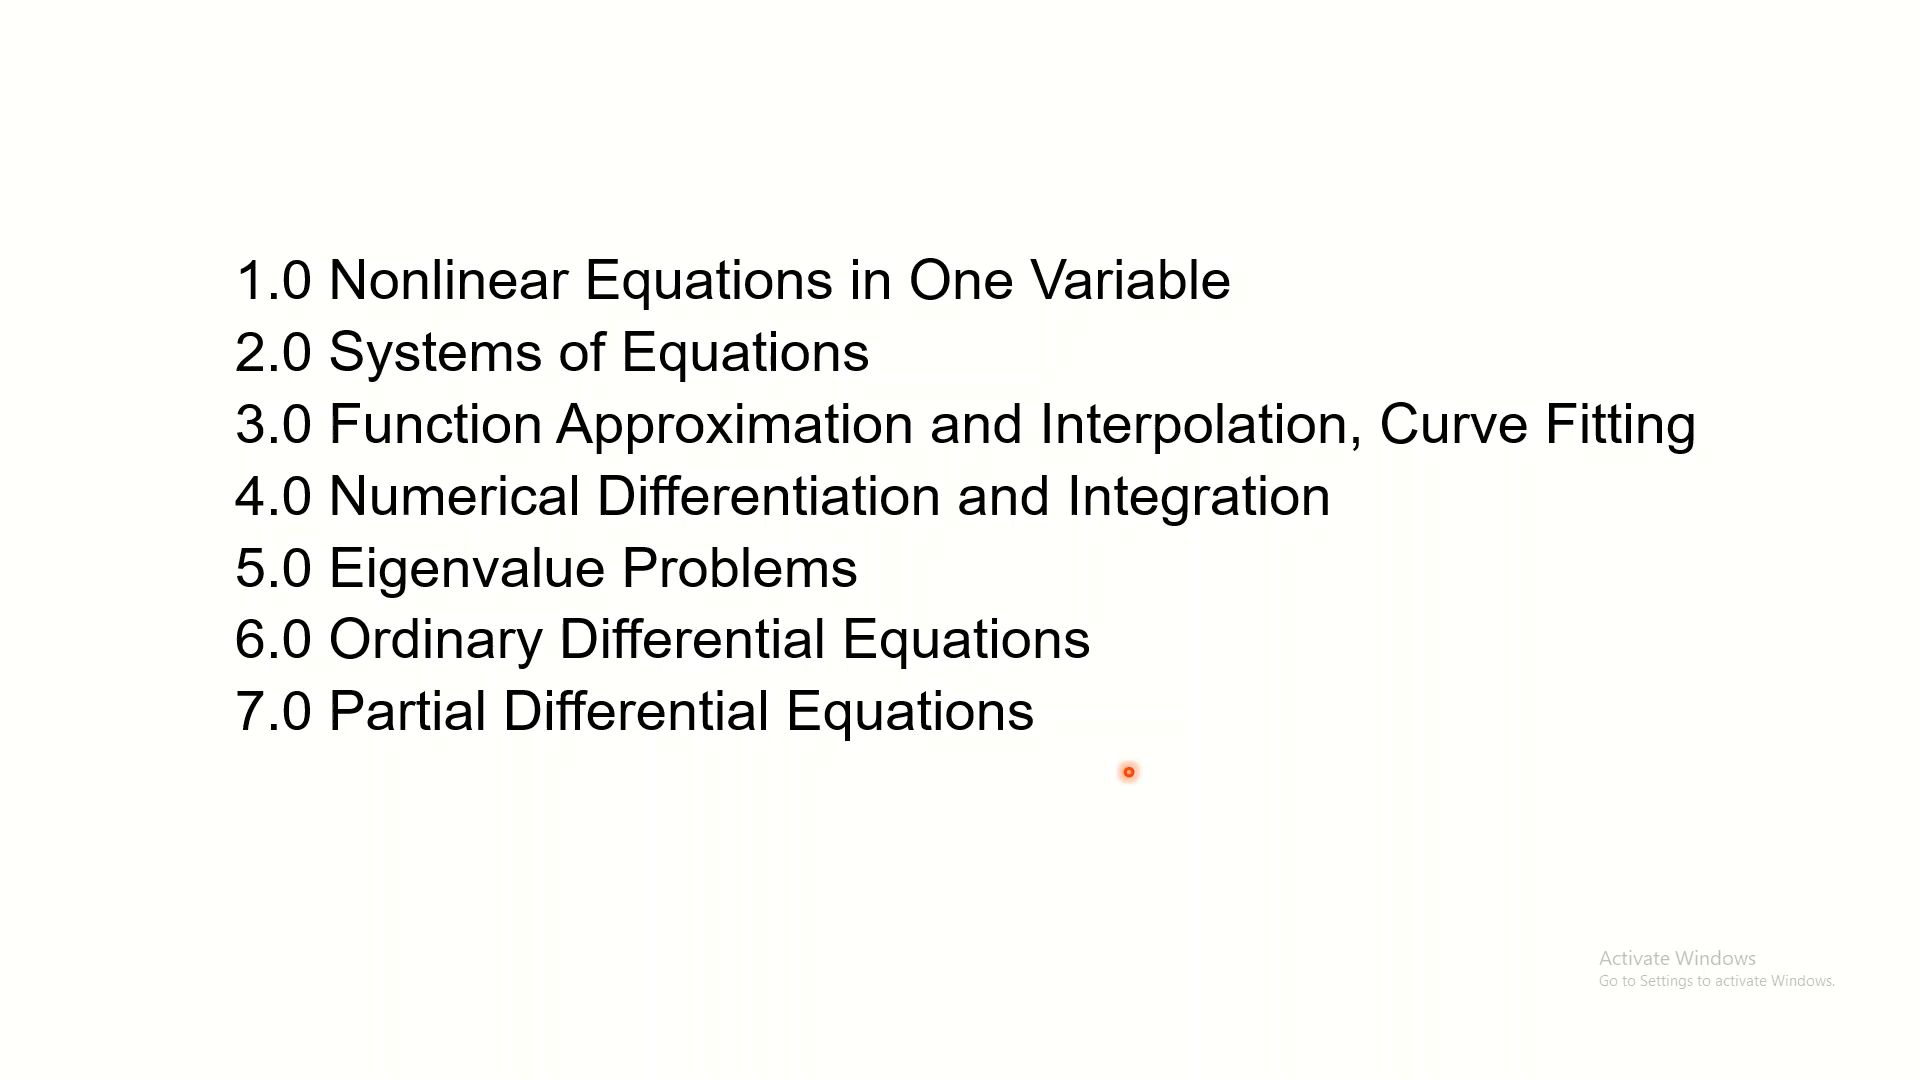 1.0 Nonlinear Equations in One Variable
2.0 Systems of Equations
3.0 Function Approximation and Interpolation, Curve Fitting
4.0 Numerical Differentiation and Integration
5.0 Eigenvalue Problems
6.0 Ordinary Differential Equations
7.0 Partial Differential Equations
Activate Windows
Go to Settings to activate Windows.